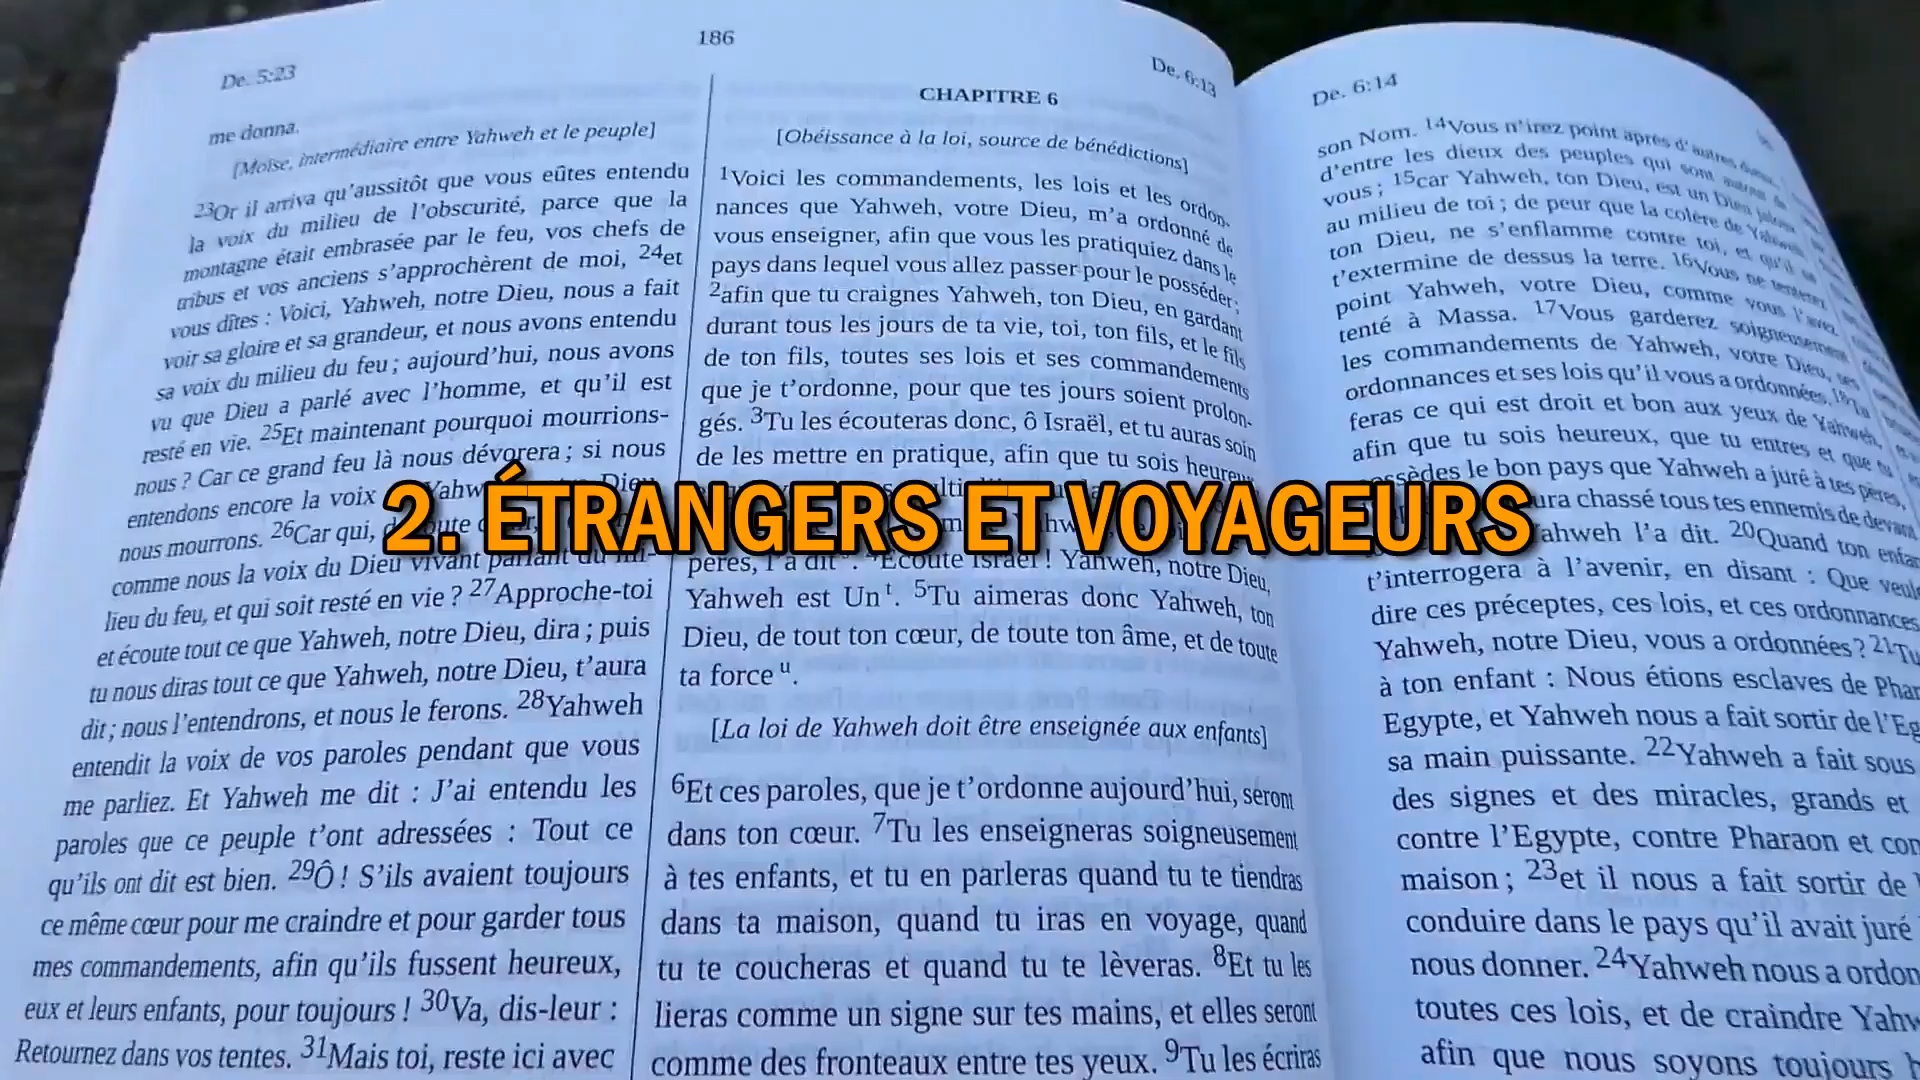 De. 5:23
186
De. 6:13
me donna.
[Moïse, intermédiaire entre Yahweh et le peuple]
23Or il arriva qu'aussitôt que vous eûtes entendu
la voix du milieu de l'obscurité, parce que la
montagne était embrasée par le feu, vos chefs de
tribus et vos anciens s'approchèrent de moi, 24et
vous dîtes : Voici, Yahweh, notre Dieu, nous a fait
voir sa gloire et sa grandeur, et nous avons entendu
sa voix du milieu du feu ; aujourd'hui, nous avons
vu que Dieu a parlé avec l'homme, et qu'il est
resté en vie. 25Et maintenant pourquoi mourrions-
nous ? Car ce grand feu là nous dévorera ; si nous
entendons encore la voix
nous mourrons. 26Car qui,
comme nous la voix du Dieu vivant parlant du mi-
lieu du feu, et qui soit resté en vie ? 27Approche-toi
et écoute tout ce que Yahweh, notre Dieu, dira ; puis
tu nous diras tout ce que Yahweh, notre Dieu, t'aura
dit ; nous l'entendrons, et nous le ferons. 28Yahweh
entendit la voix de vos paroles pendant que vous
me parliez. Et Yahweh me dit : J'ai entendu les
paroles que ce peuple t'ont adressées : Tout ce
qu'ils ont dit est bien. 29Ô ! S'ils avaient toujours
ce même cœur pour me craindre et pour garder tous
mes commandements, afin qu'ils fussent heureux,
eux et leurs enfants, pour toujours ! 30Va, dis-leur :
Retournez dans vos tentes. 31Mais toi, reste ici avec
CHAPITRE 6
[Obéissance à la loi, source de bénédictions]
1Voici les commandements, les lois et les ordon-
nances que Yahweh, votre Dieu, m'a ordonné de
vous enseigner, afin que vous les pratiquiez dans le
pays dans lequel vous allez passer pour le posséder ;
2afin que tu craignes Yahweh, ton Dieu, en gardant
durant tous les jours de ta vie, toi, ton fils, et le fils
de ton fils, toutes ses lois et ses commandements
que je t'ordonne, pour que tes jours soient prolon-
gés. 3Tu les écouteras donc, ô Israël, et tu auras soin
de les mettre en pratique, afin que tu sois heureux
2. ÉTRANGERS ET VOYAGEURS
pères, l'a dit s. 4Écoute Israël ! Yahweh, notre Dieu,
Yahweh est Un t. 5Tu aimeras donc Yahweh, ton
Dieu, de tout ton cœur, de toute ton âme, et de toute
ta force u.
[La loi de Yahweh doit être enseignée aux enfants]
6Et ces paroles, que je t'ordonne aujourd'hui, seront
dans ton cœur. 7Tu les enseigneras soigneusement
à tes enfants, et tu en parleras quand tu te tiendras
dans ta maison, quand tu iras en voyage, quand
tu te coucheras et quand tu te lèveras. 8Et tu les
lieras comme un signe sur tes mains, et elles seront
comme des fronteaux entre tes yeux. 9Tu les écriras
De. 6:14
son Nom. 14Vous n'irez point après d'autres dieux,
d'entre les dieux des peuples qui sont autour de
vous ; 15car Yahweh, ton Dieu, est un Dieu jaloux
au milieu de toi ; de peur que la colère de Yahweh
ton Dieu, ne s'enflamme contre toi, et qu'il ne
t'extermine de dessus la terre. 16Vous ne tenterez
point Yahweh, votre Dieu, comme vous l'avez
tenté à Massa. 17Vous garderez soigneusement
les commandements de Yahweh, votre Dieu, ses
ordonnances et ses lois qu'il vous a ordonnées. 18Tu
feras ce qui est droit et bon aux yeux de Yahweh,
afin que tu sois heureux, que tu entres et que tu
possèdes le bon pays que Yahweh a juré à tes pères,
aura chassé tous tes ennemis de devant
Yahweh l'a dit. 20Quand ton enfant
t'interrogera à l'avenir, en disant : Que
dire ces préceptes, ces lois, et ces ordonnances
Yahweh, notre Dieu, vous a ordonnées ? 21Tu
à ton enfant : Nous étions esclaves de
Egypte, et Yahweh nous a fait sortir de
sa main puissante. 22Yahweh a fait sous
des signes et des miracles, grands et
contre l'Egypte, contre Pharaon et
maison ; 23et il nous a fait sortir de
conduire dans le pays qu'il avait juré
nous donner. 24Yahweh nous a
toutes ces lois, et de craindre
afin que nous soyons toujours